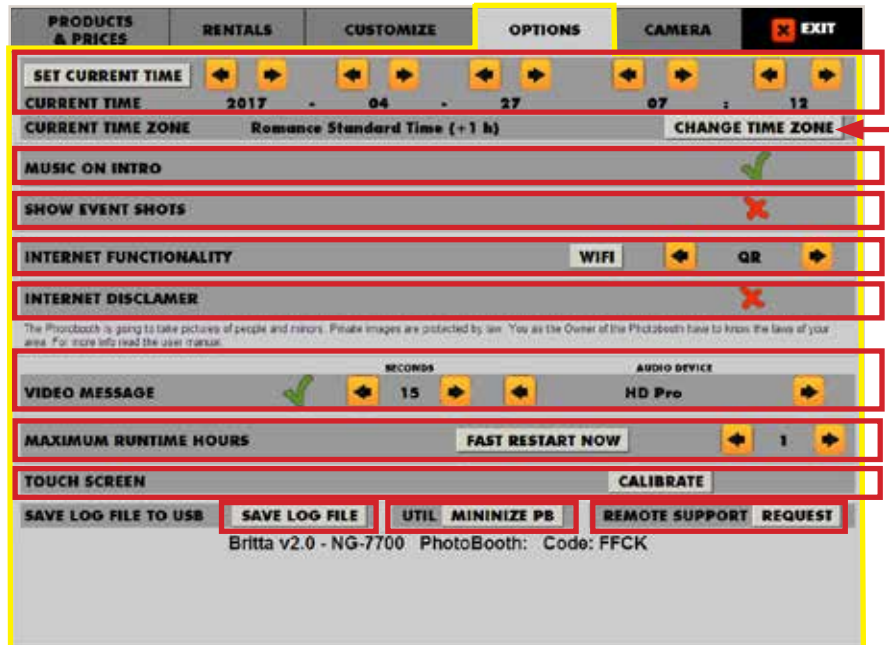 PRODUCTS & PRICES RENTALS CUSTOMIZE OPTIONS CAMERA X EXIT
SET CURRENT TIME
CURRENT TIME 2017 - 04 - 27 07 : 12
CURRENT TIME ZONE Romance Standard Time (+1 h) CHANGE TIME ZONE
MUSIC ON INTRO
SHOW EVENT SHOTS
INTERNET FUNCTIONALITY WIFI QR
INTERNET DISCLAMER
The Photobooth is going to take pictures of people and minors. Private images are protected by law. You as the Owner of the Photobooth have to know the laws of your
area. For more info read the user manual.
SECONDS AUDIO DEVICE
VIDEO MESSAGE 15 HD Pro
MAXIMUM RUNTIME HOURS FAST RESTART NOW 1
TOUCH SCREEN CALIBRATE
SAVE LOG FILE TO USB SAVE LOG FILE UTIL MININIZE PB REMOTE SUPPORT REQUEST
Britta v2.0 - NG-7700 PhotoBooth: Code: FFCK